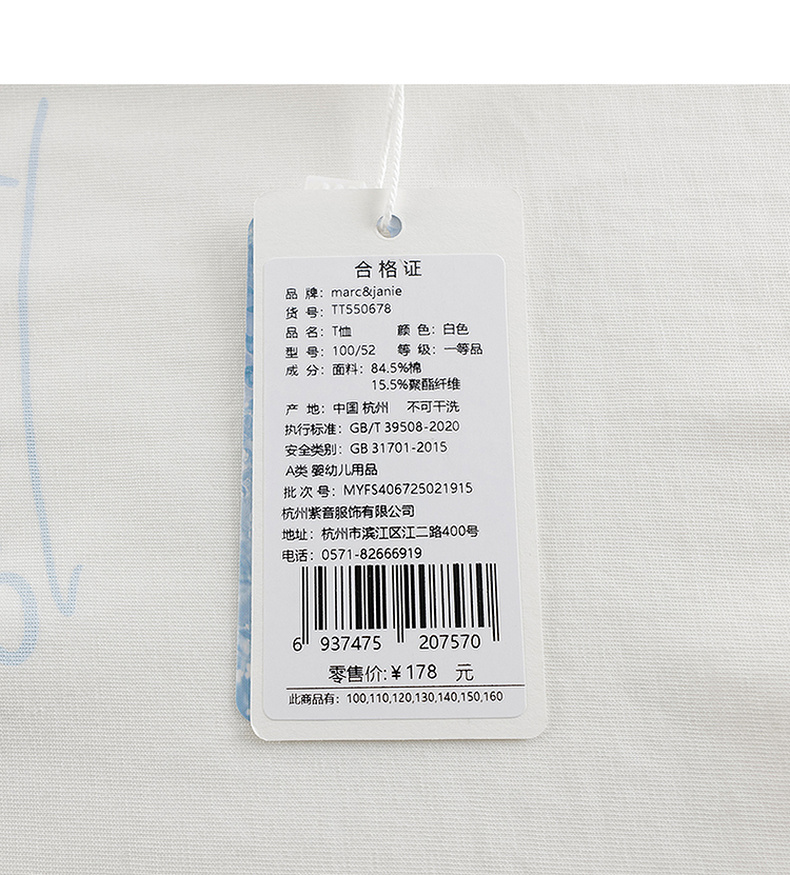 合格证
品 牌：marc&janie
货 号：TT550678
品 名：T恤 颜 色：白色
型 号：100/52 等 级：一等品
成 分：面料：84.5%棉
15.5%聚酯纤维
产 地：中国 杭州 不可干洗
执行标准：GB/T 39508-2020
安全类别：GB 31701-2015
A类 婴幼儿用品
批 次 号：MYFS406725021915
杭州紫音服饰有限公司
地址：杭州市滨江区江二路400号
电话：0571-82666919
6 937475 207570
零售价:¥178 元
此商品有：100,110,120,130,140,150,160